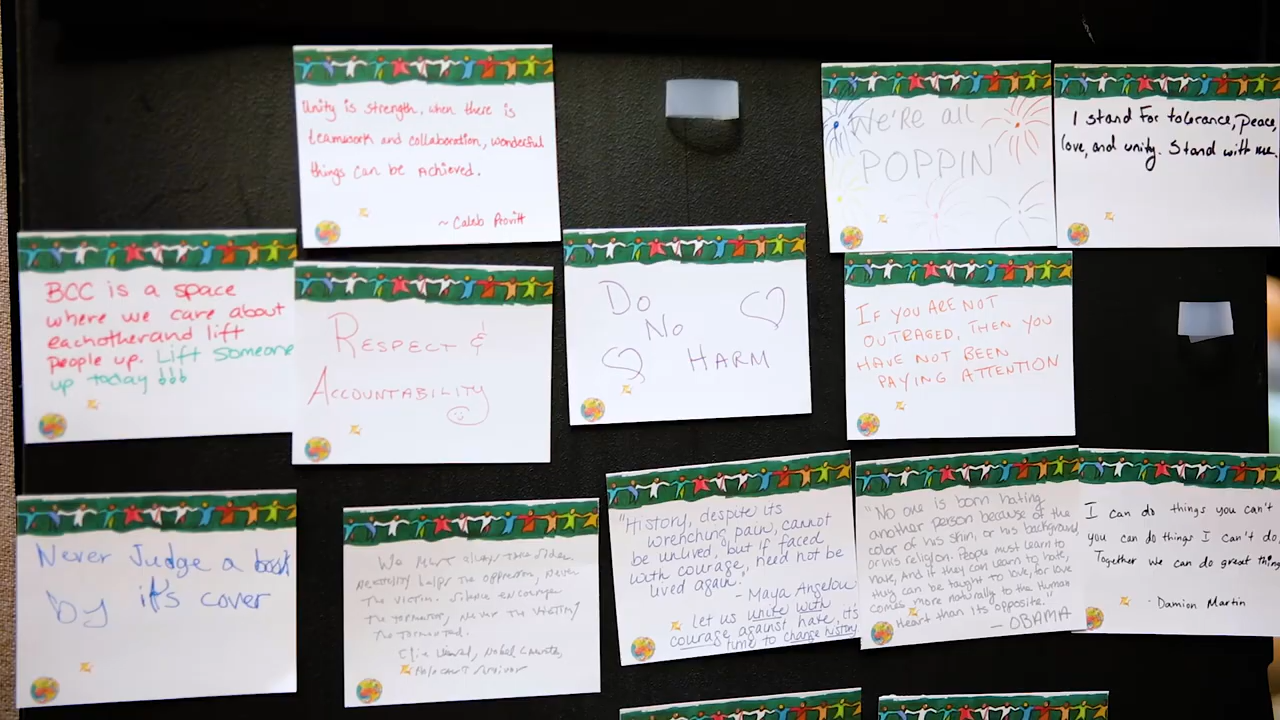 Unity is strength, when there is
teamwork and collaboration, wonderful
things can be Achieved.
~ Caleb Provitt
We're all
POPPIN
I stand For tolerance, peace,
love, and unity. Stand with me.
BCC is a space
where we care about
eachother and lift
people up. Lift someone
up today!!!
RESPECT &
ACCOUNTABILITY
DO
NO
HARM
IF YOU ARE NOT
OUTRAGED, THEN YOU
HAVE NOT BEEN
PAYING ATTENTION
Never Judge a book
by it's cover
We must always take sides.
Neutrality helps the oppressor, never
the victim. Silence encourages
the tormentor, never the
the tormented.
Elie Wiesel, Nobel Laureate,
Holocaust survivor
"History, despite its
wrenching pain, cannot
be unlived, but if faced
with courage, need not be
lived again."
- Maya Angelou
Let us unite with
courage against hate, it's
time to change history.
"No one is born hating
another person because of the
color of his skin, or his background,
or his religion. People must learn to
hate, And if they can learn to hate,
they can be taught to love, for love
comes more naturally to the Human
Heart than its opposite."
- OBAMA
I can do things you can't
you can do things I can't do,
Together we can do great
- Damion Martin